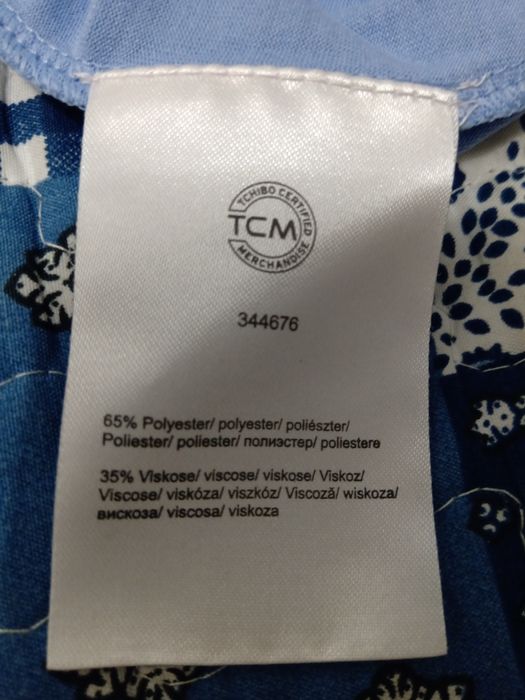 TCHIBO CERTIFIED
TCM
MERCHANDISE
344676
65% Polyester/ polyester/ poliészter/
Poliester/ poliester/ полиэстер/ poliestere
35% Viskose/ viscose/ viskose/ Viskoz/
Viscose/ viskóza/ viszkóz/ Viscoză/ wiskoza/
вискоза/ viscosa/ viskoza